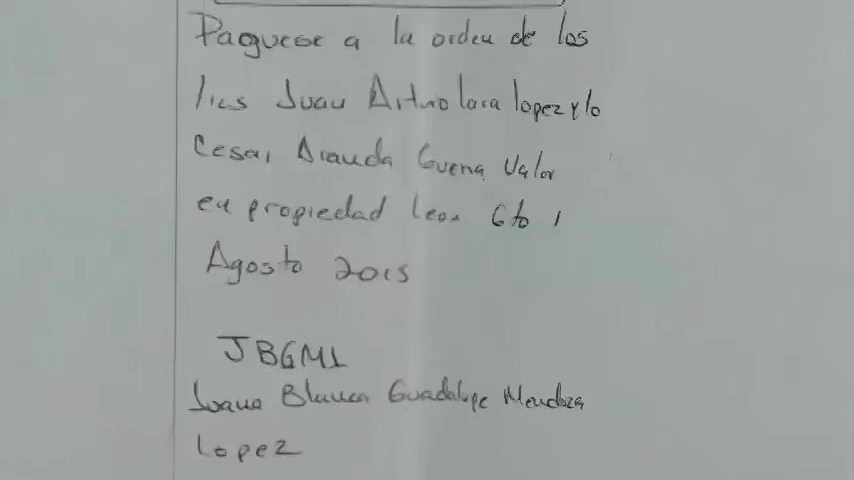 Paguese a la orden de los
lics Juan Arturo lara lopez y lo
Cesar Aranda Guerra Valor
en propiedad Leon Gto 1
Agosto 2015
JBGML
Juana Blanca Guadalupe Mendoza
Lopez